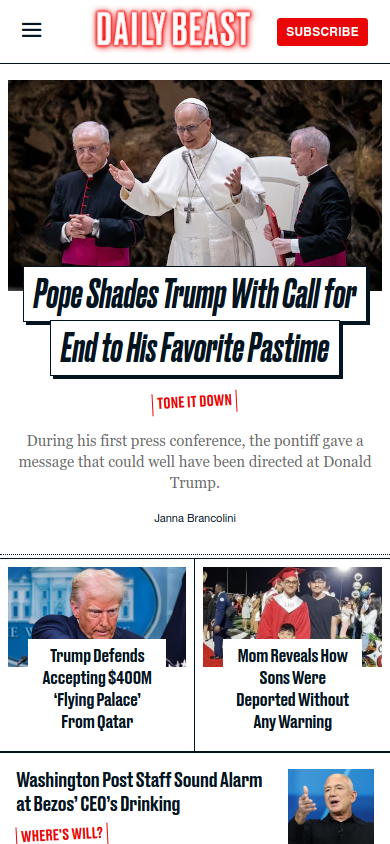 DAILY BEAST
SUBSCRIBE
Pope Shades Trump With Call for
End to His Favorite Pastime
TONE IT DOWN
During his first press conference, the pontiff gave a
message that could well have been directed at Donald
Trump.
Janna Brancolini
Trump Defends
Accepting $400M
‘Flying Palace’
From Qatar
Mom Reveals How
Sons Were
Deported Without
Any Warning
Washington Post Staff Sound Alarm
at Bezos’ CEO’s Drinking
WHERE’S WILL?